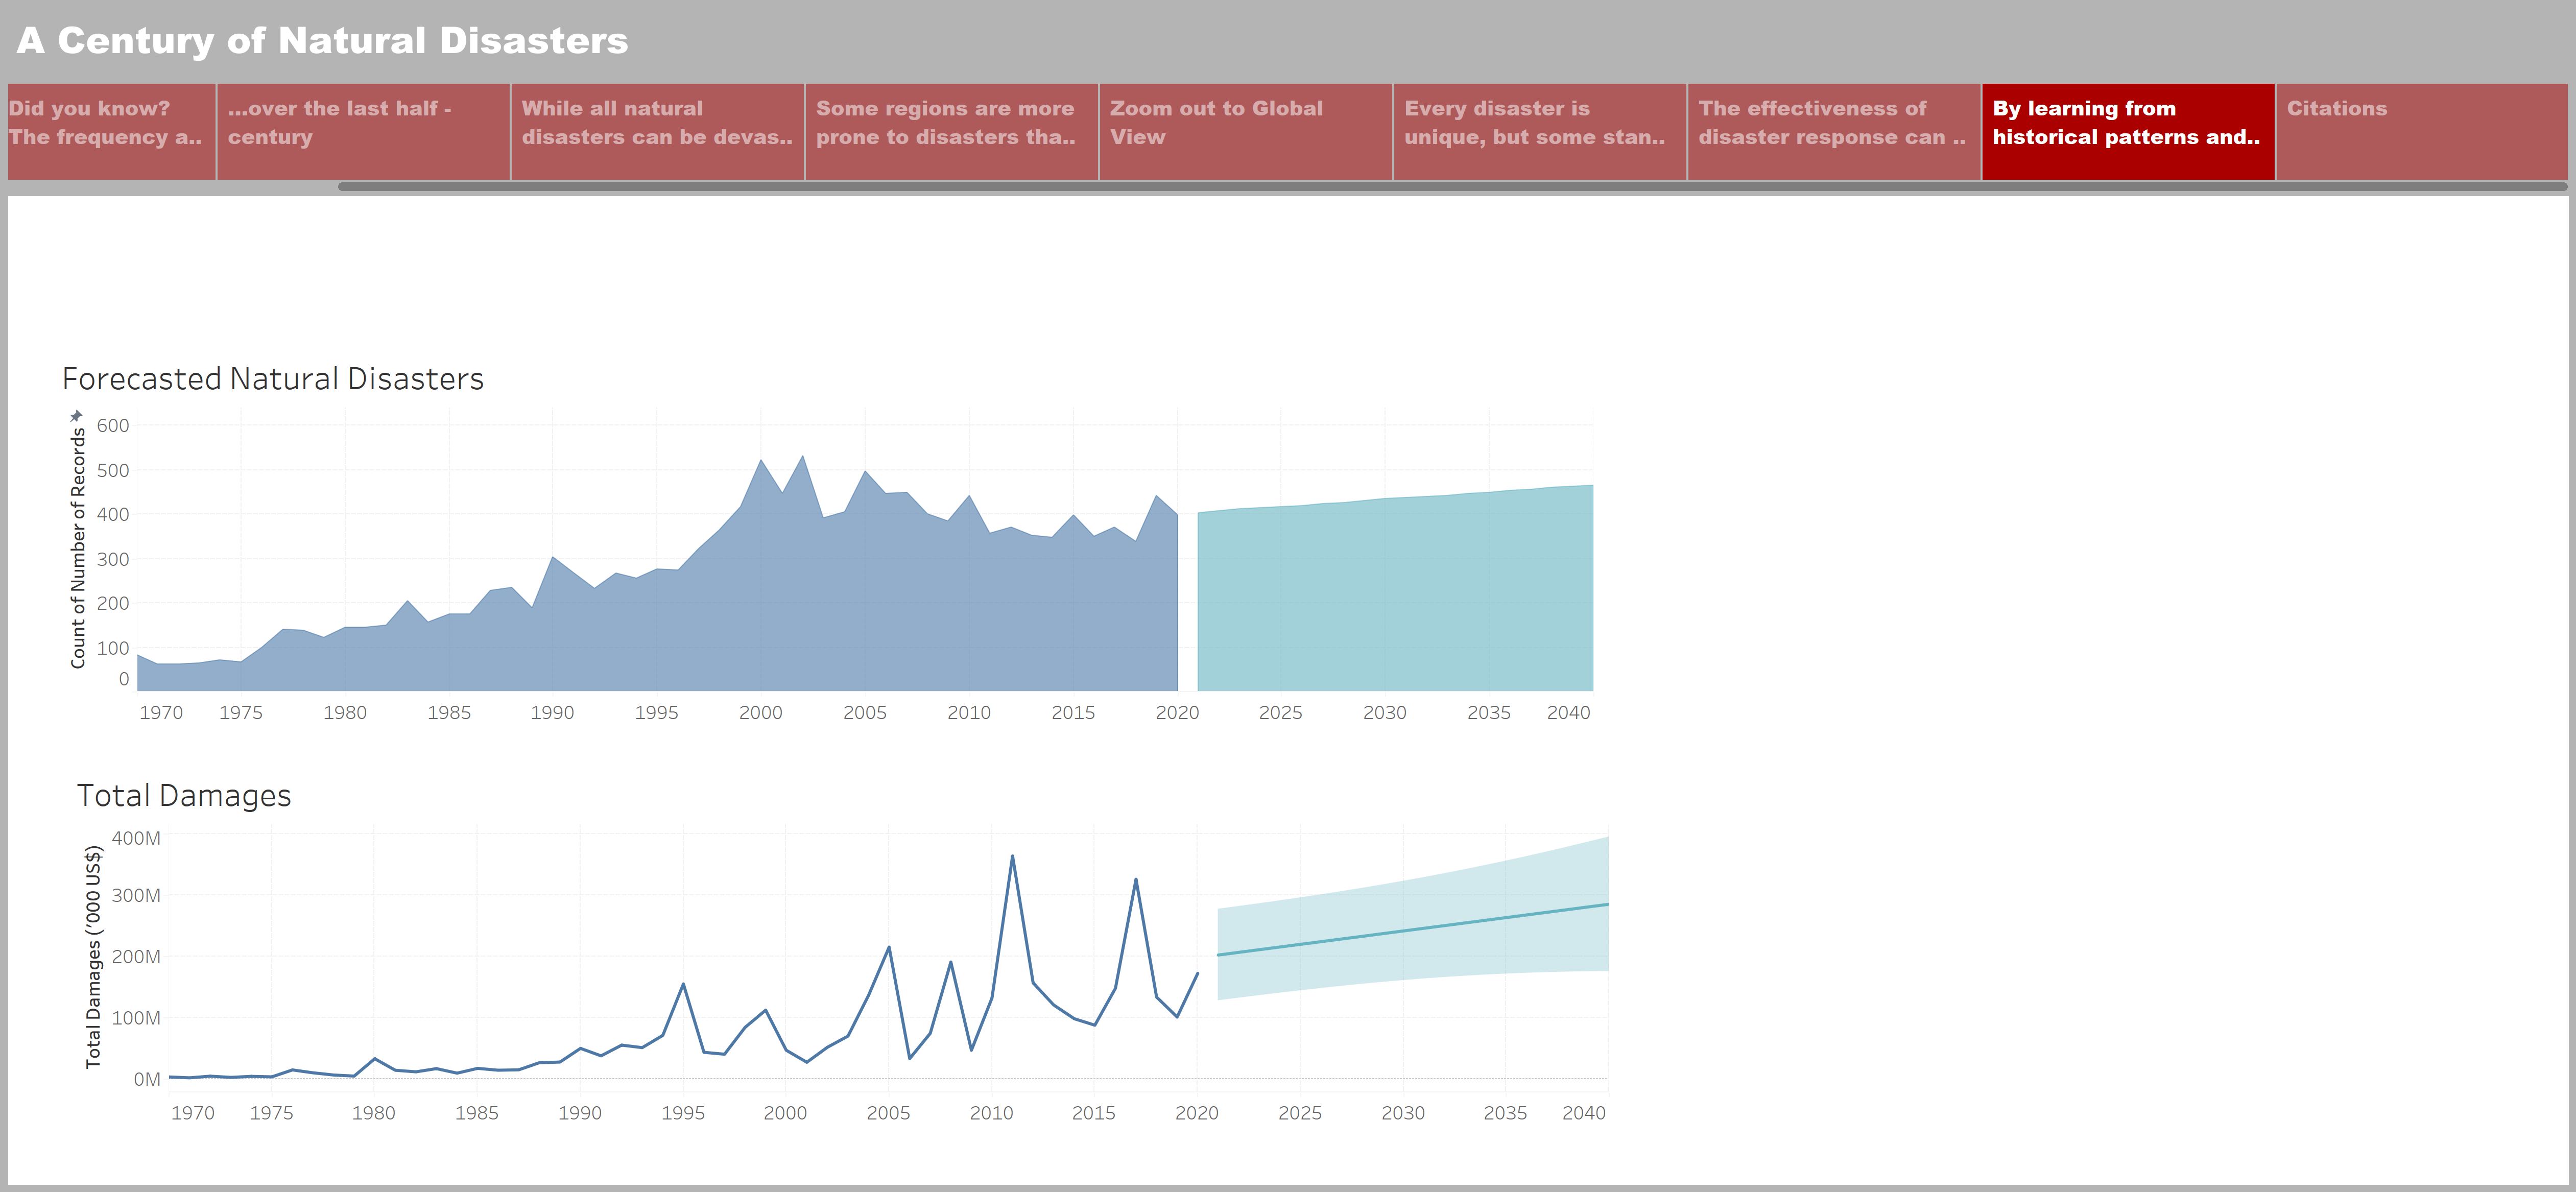 A Century of Natural Disasters
Did you know?
The frequency a..
...over the last half -
century
While all natural
disasters can be devas..
Some regions are more
prone to disasters tha..
Zoom out to Global
View
Every disaster is
unique, but some stan..
The effectiveness of
disaster response can ..
By learning from
historical patterns and..
Citations
Forecasted Natural Disasters
Count of Number of Records
600
500
400
300
200
100
0
1970 1975 1980 1985 1990 1995 2000 2005 2010 2015 2020 2025 2030 2035 2040
Total Damages
Total Damages ('000 US$)
400M
300M
200M
100M
0M
1970 1975 1980 1985 1990 1995 2000 2005 2010 2015 2020 2025 2030 2035 2040